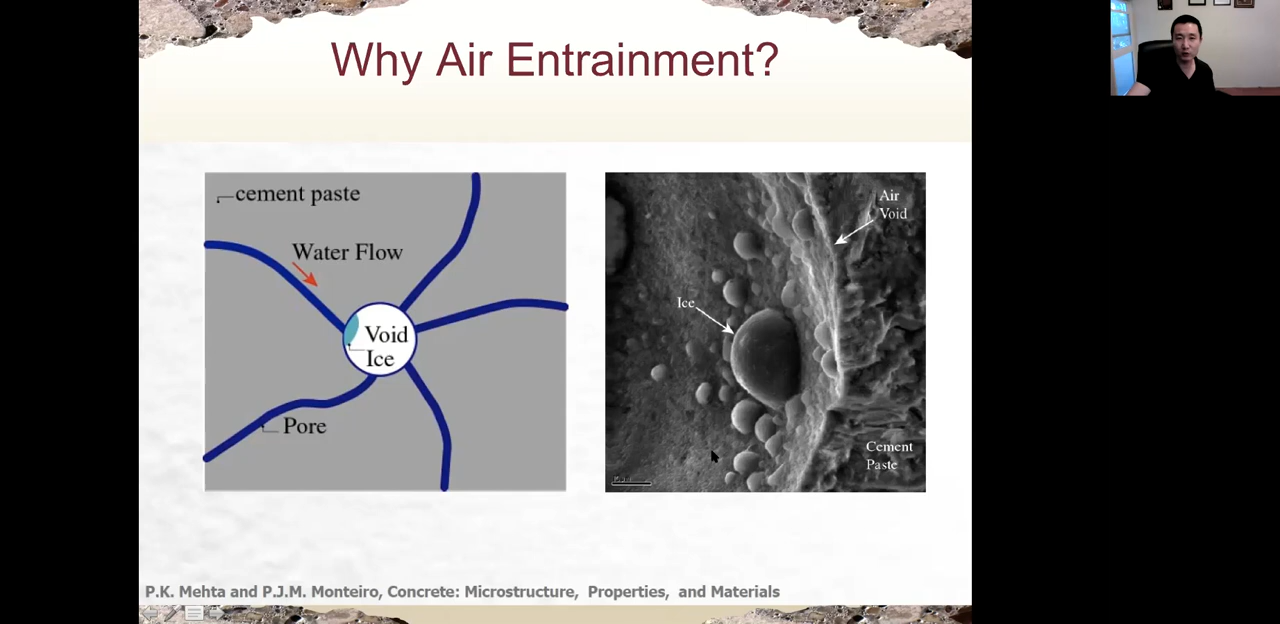 Why Air Entrainment?
cement paste
Water Flow
Void
Ice
Pore
Air
Void
Ice
Cement
Paste
P.K. Mehta and P.J.M. Monteiro, Concrete: Microstructure, Properties, and Materials